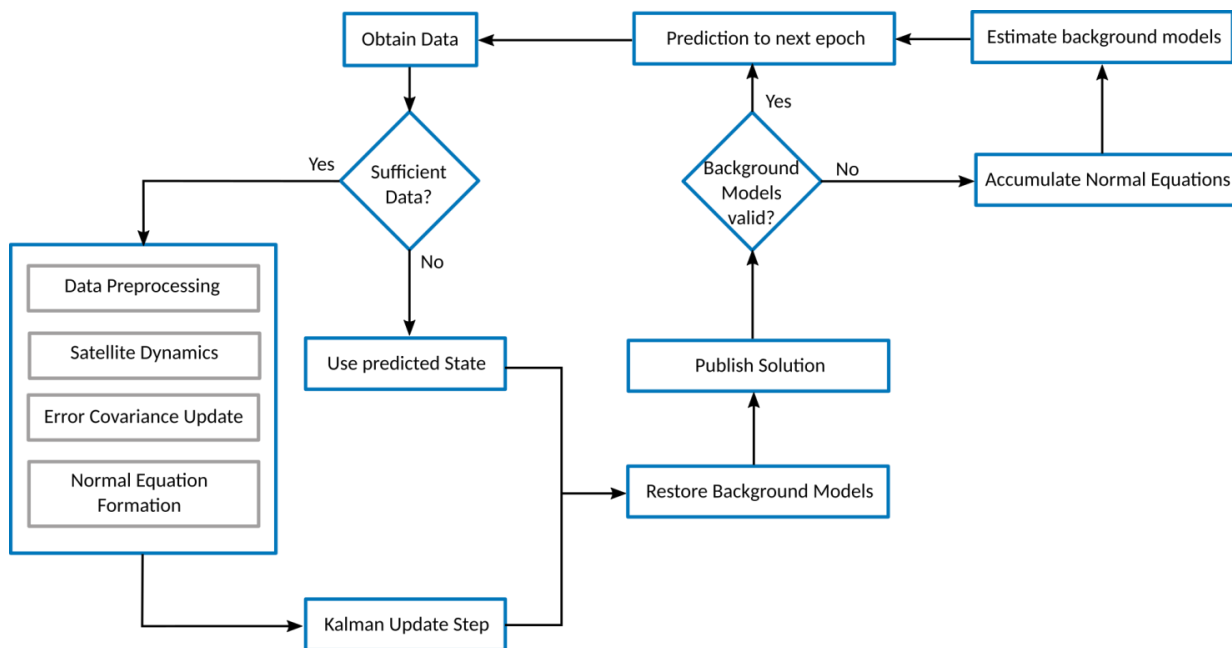 Obtain Data
Prediction to next epoch
Estimate background models
Yes
Yes
Sufficient
Data?
Background
Models
valid?
No
Accumulate Normal Equations
No
Data Preprocessing
Satellite Dynamics
Error Covariance Update
Normal Equation
Formation
Use predicted State
Publish Solution
Restore Background Models
Kalman Update Step